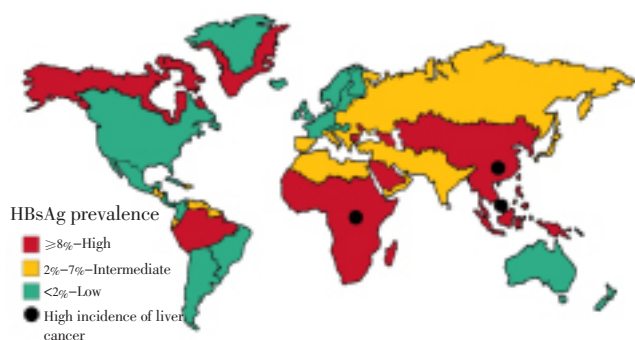 HBsAg prevalence
≥8%-High
2%-7%-Intermediate
<2%-Low
High incidence of liver
cancer